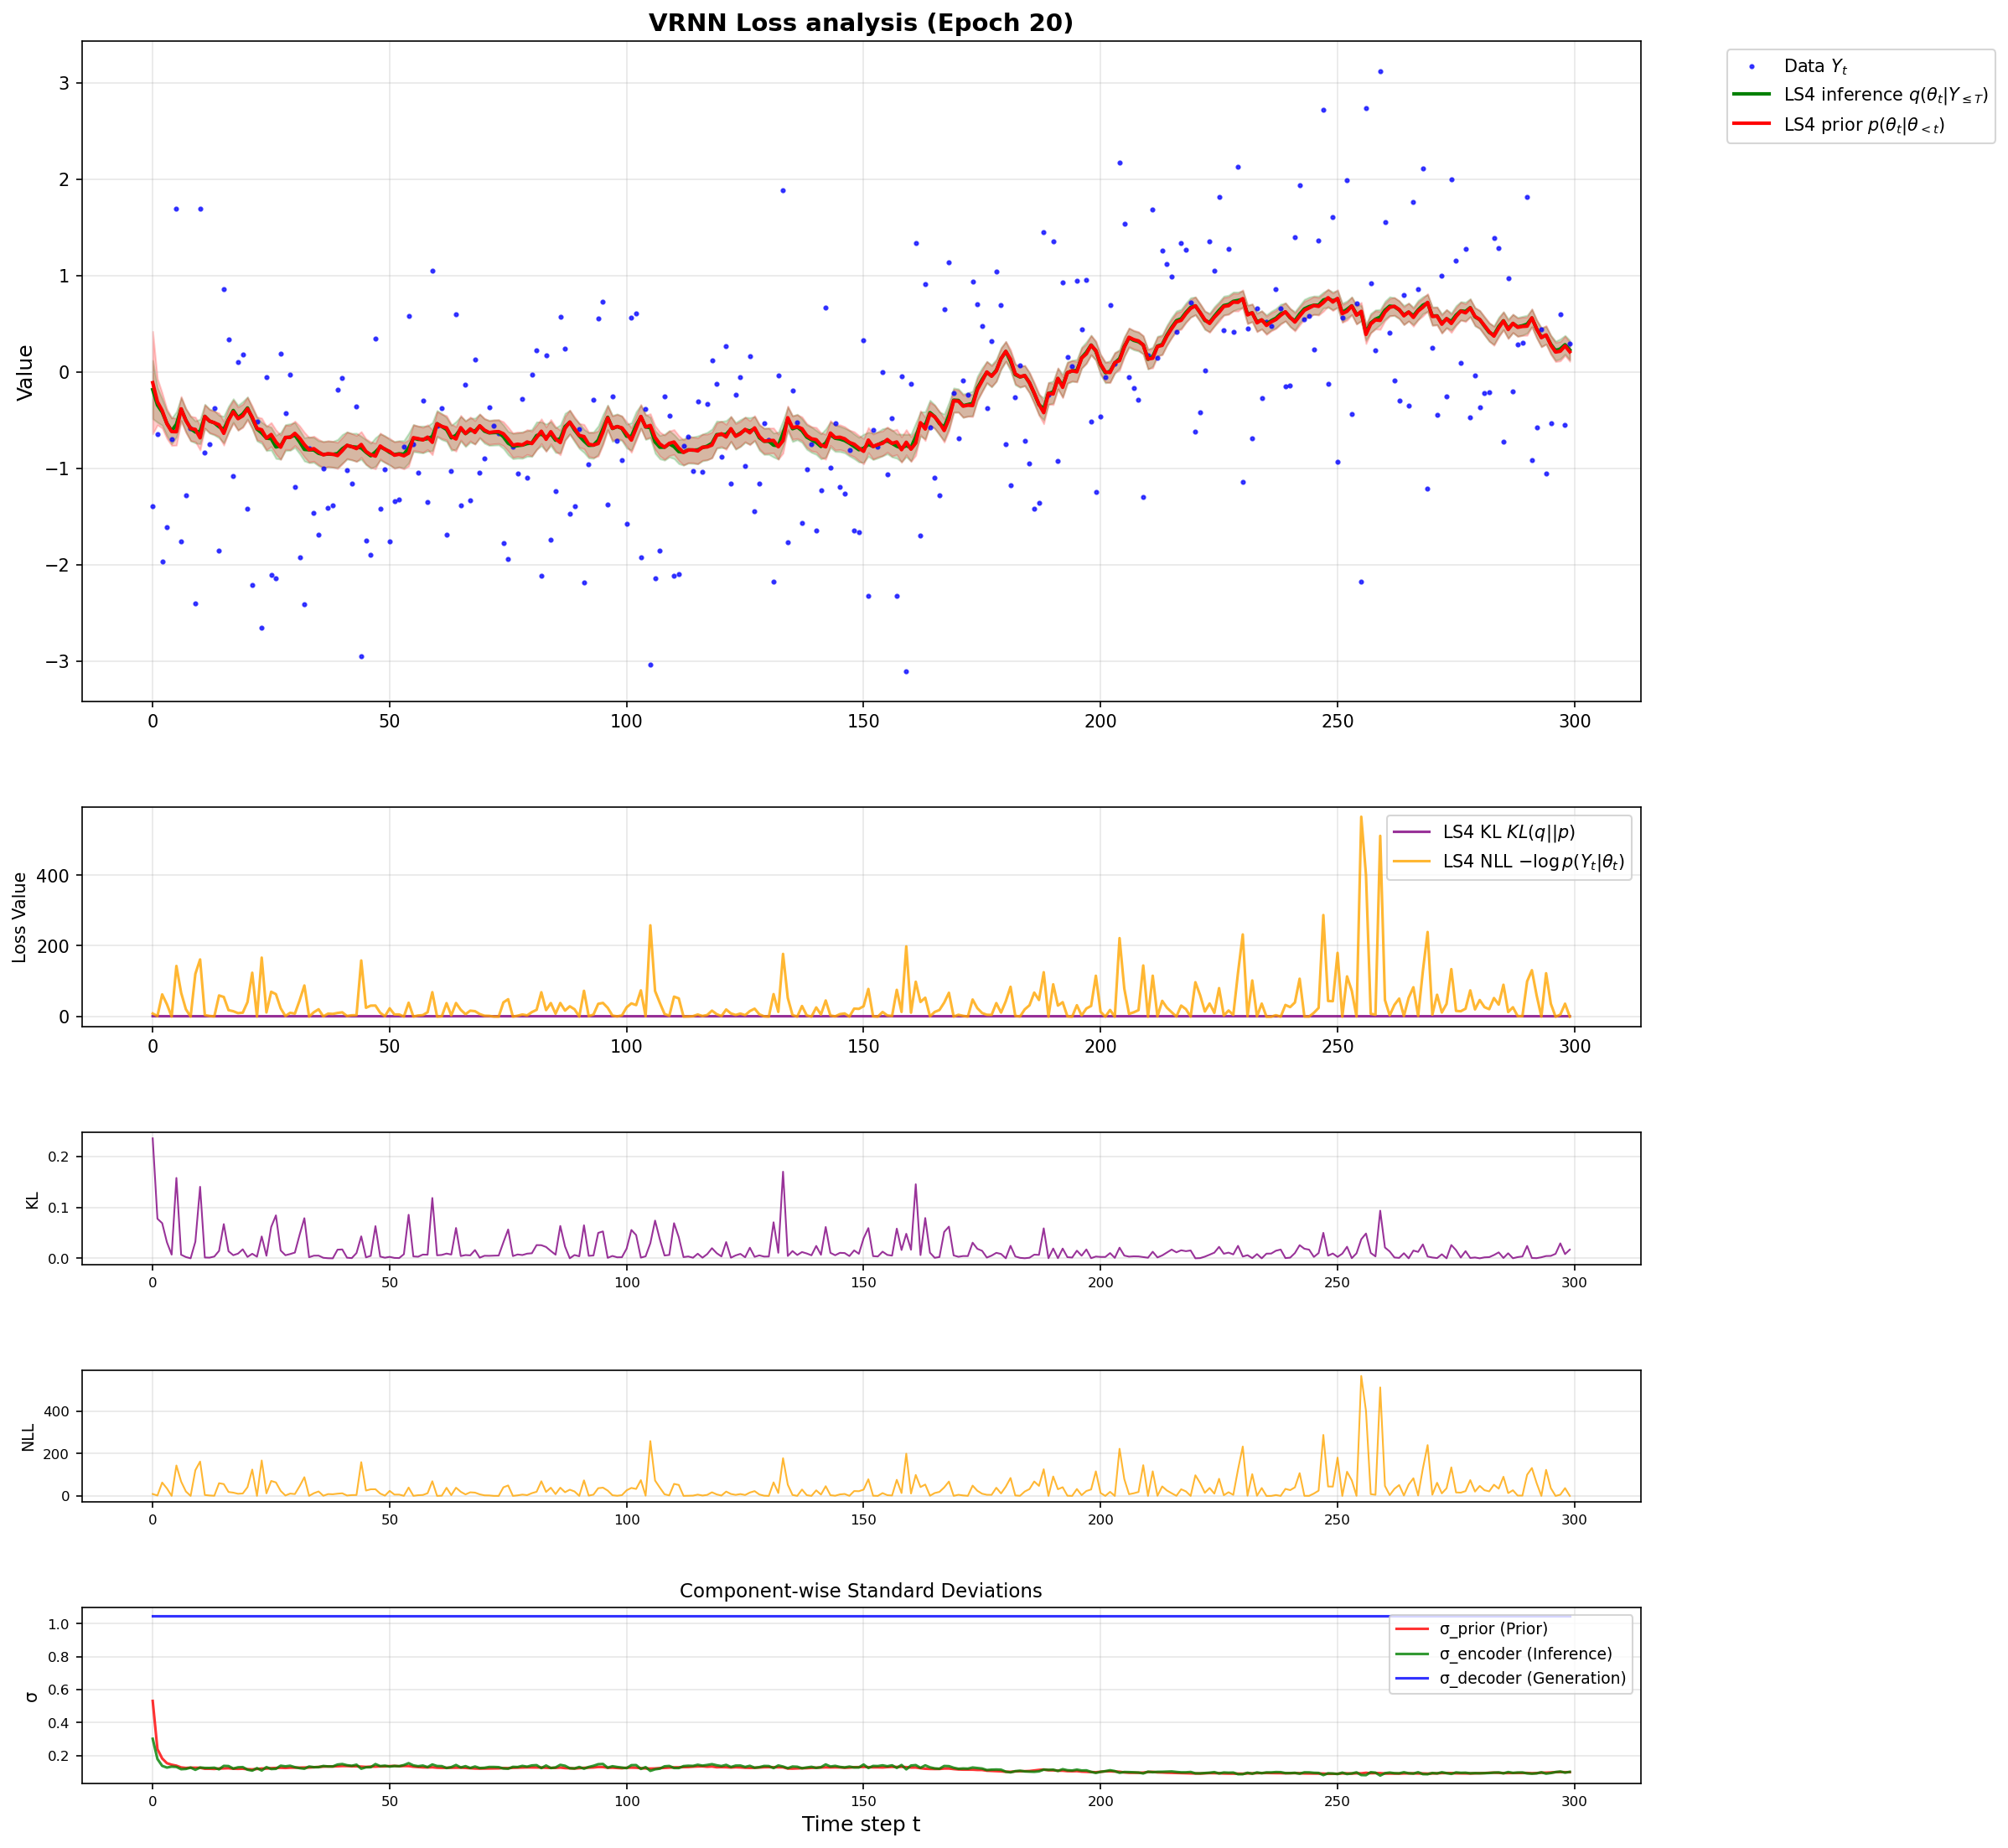 VRNN Loss analysis (Epoch 20)
Value
3
2
1
0
−1
−2
−3
0 50 100 150 200 250 300
Data Y_t
LS4 inference q(θ_t|Y_{≤T})
LS4 prior p(θ_t|θ_{<t})
Loss Value
400
200
0
LS4 KL KL(q||p)
LS4 NLL −log p(Y_t|θ_t)
0 50 100 150 200 250 300
KL
0.2
0.1
0.0
0 50 100 150 200 250 300
NLL
400
200
0
0 50 100 150 200 250 300
Component-wise Standard Deviations
σ
1.0
0.8
0.6
0.4
0.2
σ_prior (Prior)
σ_encoder (Inference)
σ_decoder (Generation)
0 50 100 150 200 250 300
Time step t